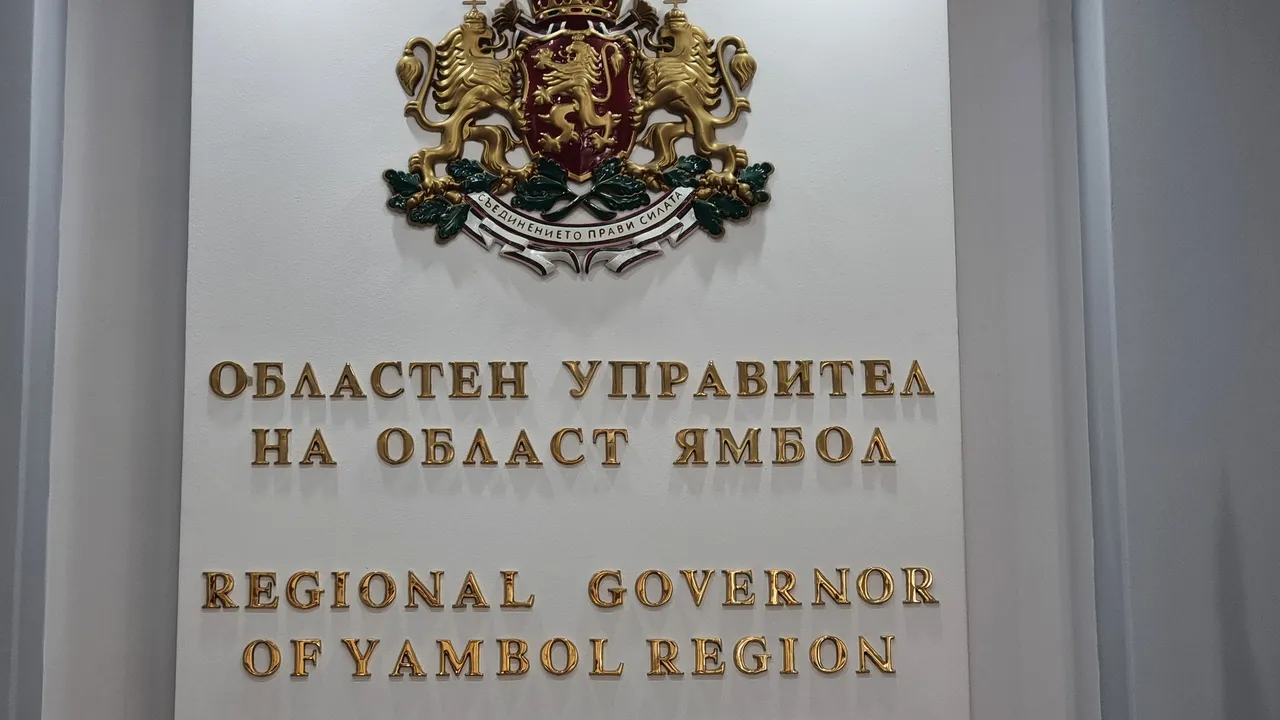 СЪЕДИНЕНИЕТО ПРАВИ СИЛАТА
ОБЛАСТЕН УПРАВИТЕЛ
НА ОБЛАСТ ЯМБОЛ
REGIONAL GOVERNOR
OF YAMBOL REGION